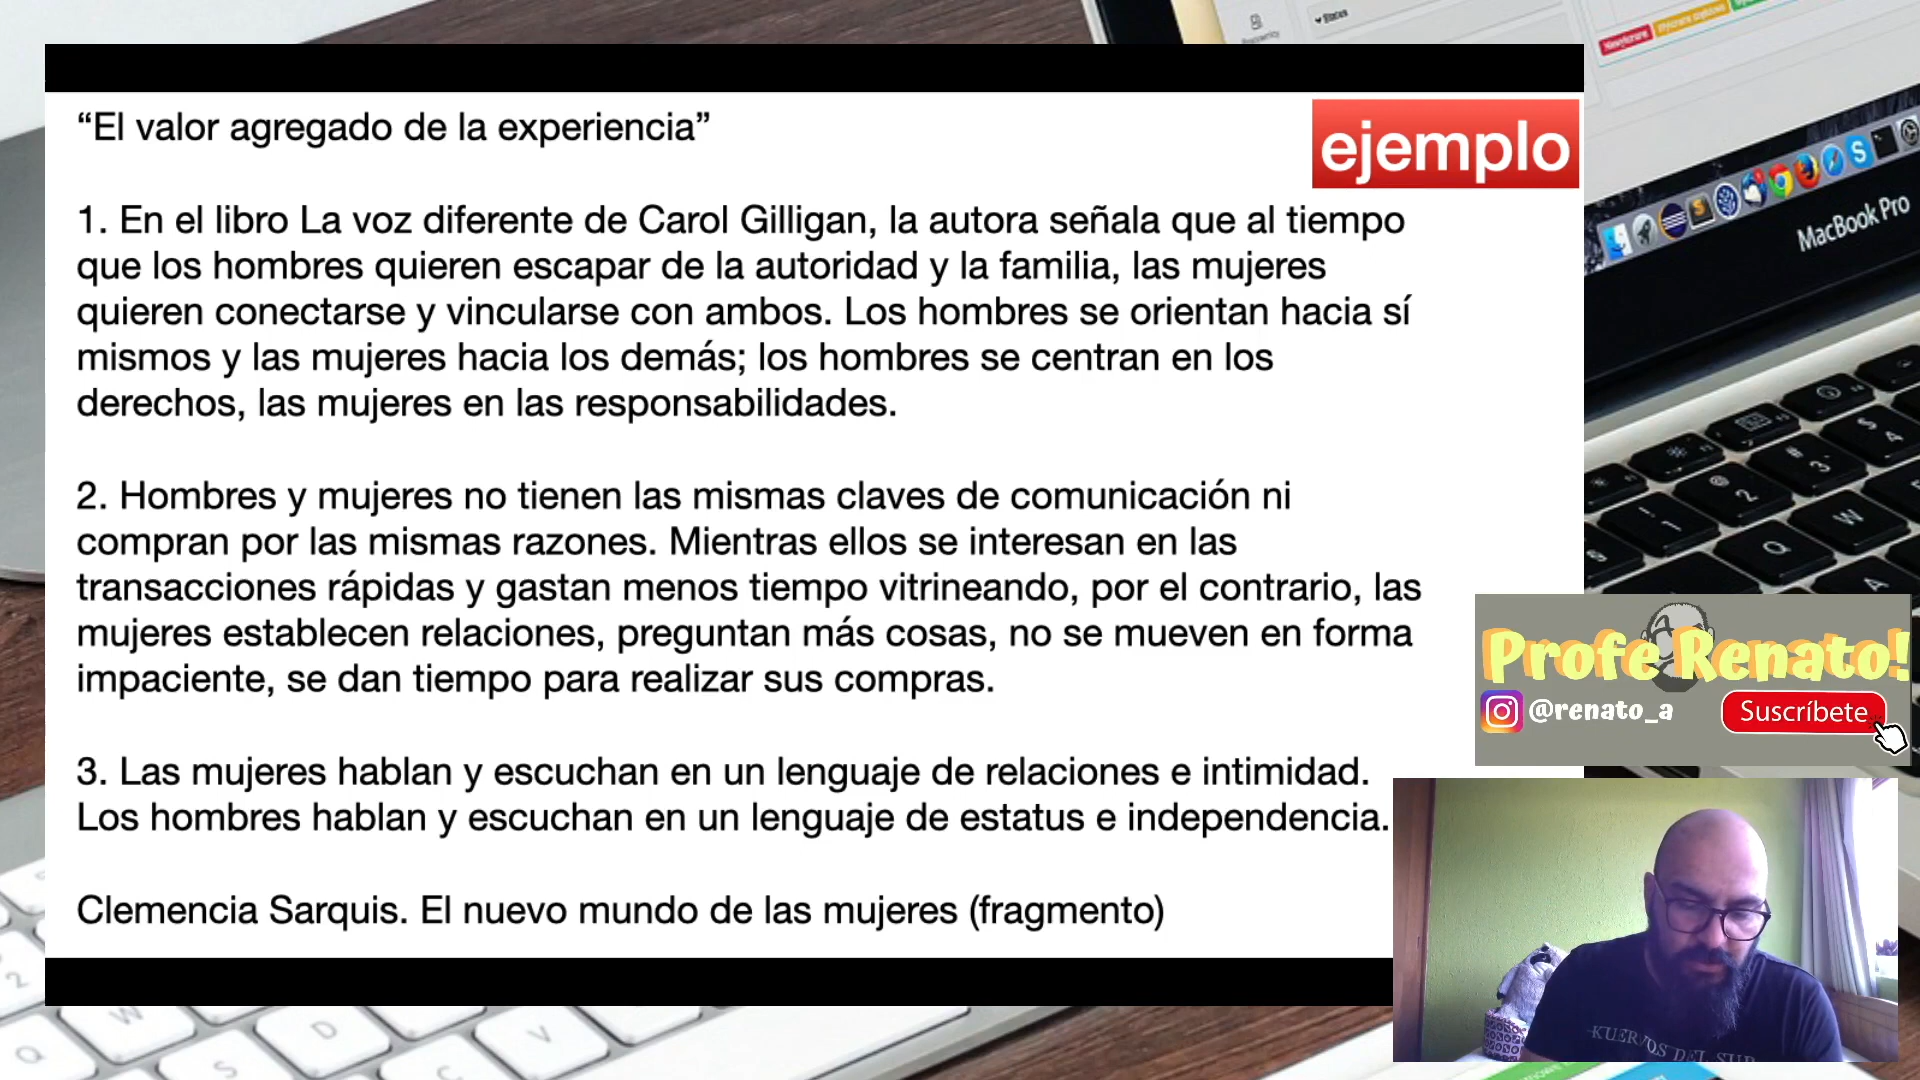 “El valor agregado de la experiencia”
ejemplo
1. En el libro La voz diferente de Carol Gilligan, la autora señala que al tiempo
que los hombres quieren escapar de la autoridad y la familia, las mujeres
quieren conectarse y vincularse con ambos. Los hombres se orientan hacia sí
mismos y las mujeres hacia los demás; los hombres se centran en los
derechos, las mujeres en las responsabilidades.
2. Hombres y mujeres no tienen las mismas claves de comunicación ni
compran por las mismas razones. Mientras ellos se interesan en las
transacciones rápidas y gastan menos tiempo vitrineando, por el contrario, las
mujeres establecen relaciones, preguntan más cosas, no se mueven en forma
impaciente, se dan tiempo para realizar sus compras.
3. Las mujeres hablan y escuchan en un lenguaje de relaciones e intimidad.
Los hombres hablan y escuchan en un lenguaje de estatus e independencia.
Clemencia Sarquis. El nuevo mundo de las mujeres (fragmento)
MacBook Pro
Profe Renato!
@renato_a
Suscríbete
KUERVOS DEL SUR